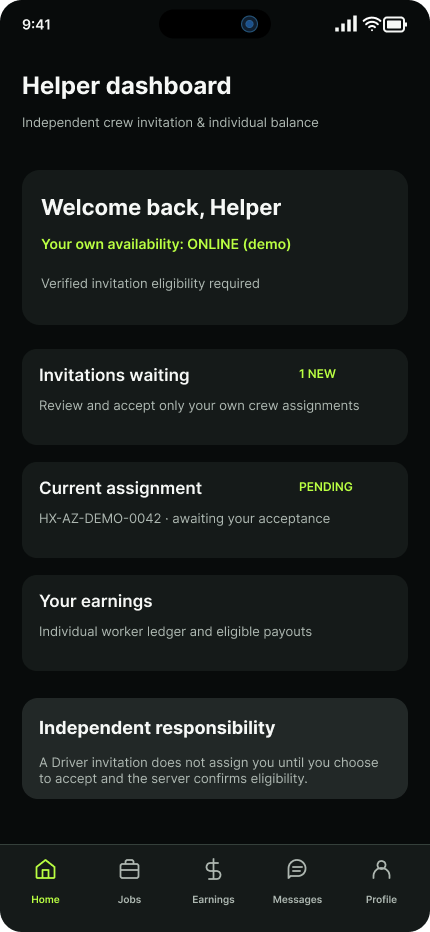 9:41
Helper dashboard
Independent crew invitation & individual balance
Welcome back, Helper
Your own availability: ONLINE (demo)
Verified invitation eligibility required
Invitations waiting
1 NEW
Review and accept only your own crew assignments
Current assignment
PENDING
HX-AZ-DEMO-0042 · awaiting your acceptance
Your earnings
Individual worker ledger and eligible payouts
Independent responsibility
A Driver invitation does not assign you until you choose
to accept and the server confirms eligibility.
Home
Jobs
Earnings
Messages
Profile